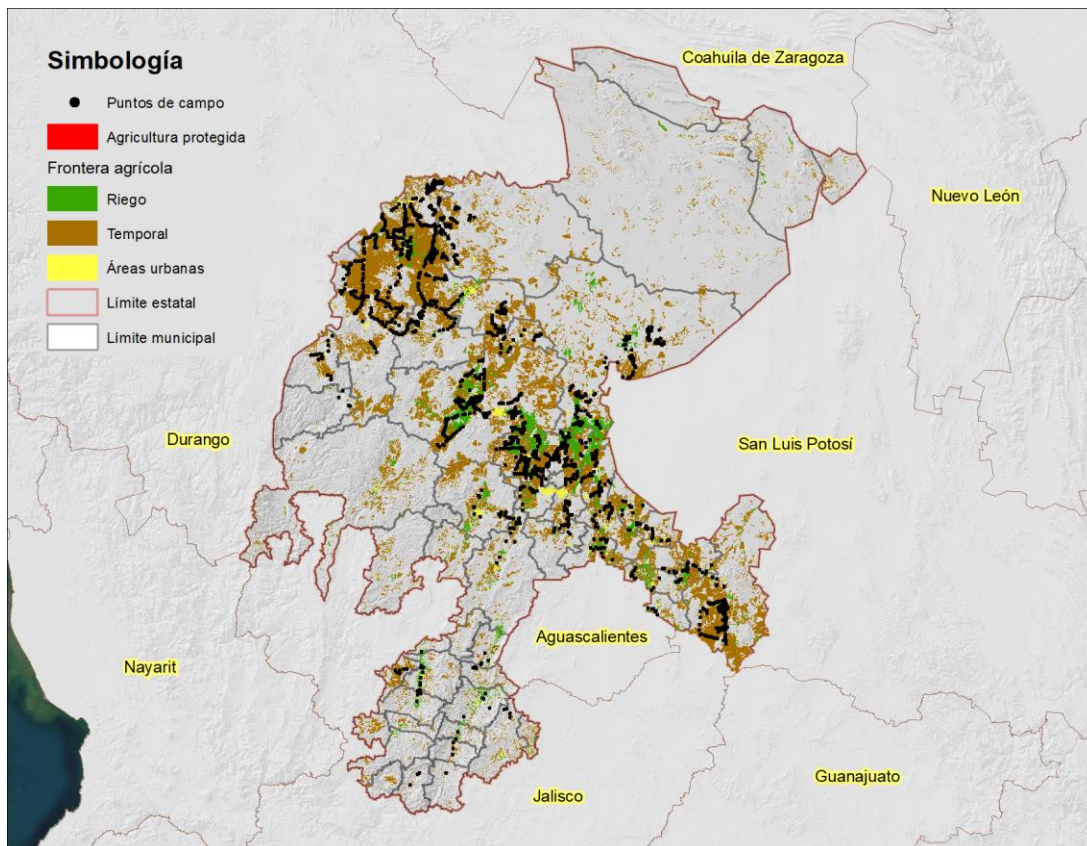 Simbología
Puntos de campo
Agricultura protegida
Frontera agrícola
Riego
Temporal
Áreas urbanas
Límite estatal
Límite municipal
Coahuila de Zaragoza
Nuevo León
Durango
San Luis Potosí
Aguascalientes
Nayarit
Guanajuato
Jalisco